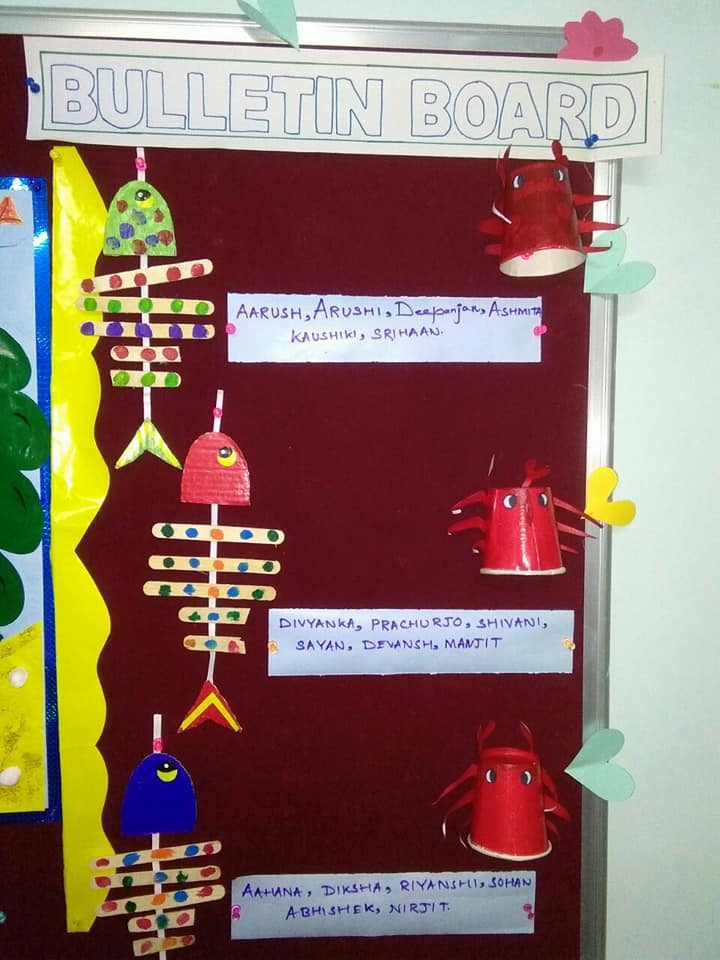 BULLETIN BOARD
AARUSH, ARUSHI, Deepanjan, ASHMITA
KAUSHIKI, SRIHAAN.
DIVYANKA, PRACHURJO, SHIVANI,
SAYAN, DEVANSH, MANJIT
AAHANA, DIKSHA, RIYANSHII, SOHAN
ABHISHEK, NIRJIT.